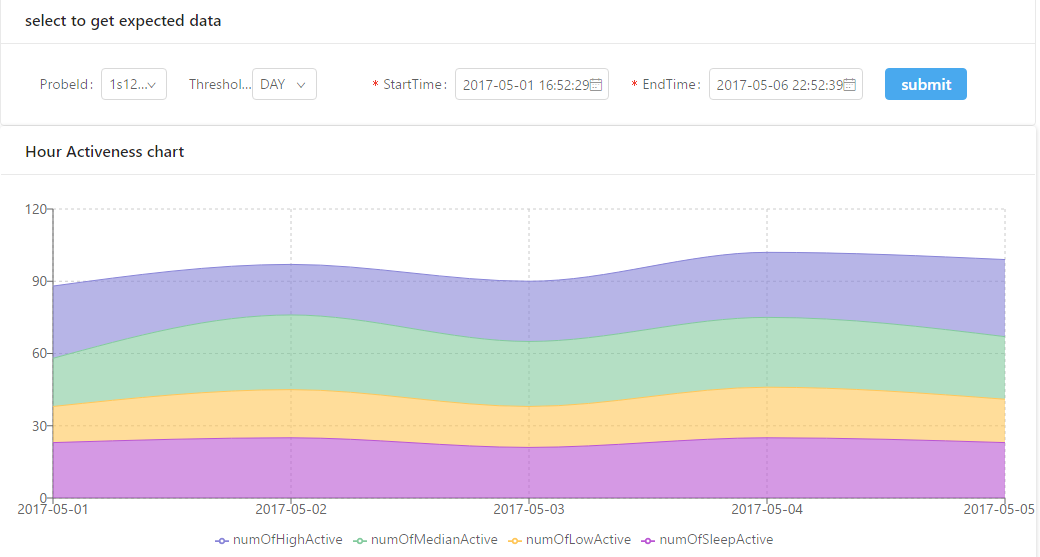 select to get expected data
ProbeId: 1s12... Threshol... DAY * StartTime: 2017-05-01 16:52:29 * EndTime: 2017-05-06 22:52:39 submit
Hour Activeness chart
120
90
60
30
0
2017-05-01 2017-05-02 2017-05-03 2017-05-04 2017-05-05
numOfHighActive numOfMedianActive numOfLowActive numOfSleepActive